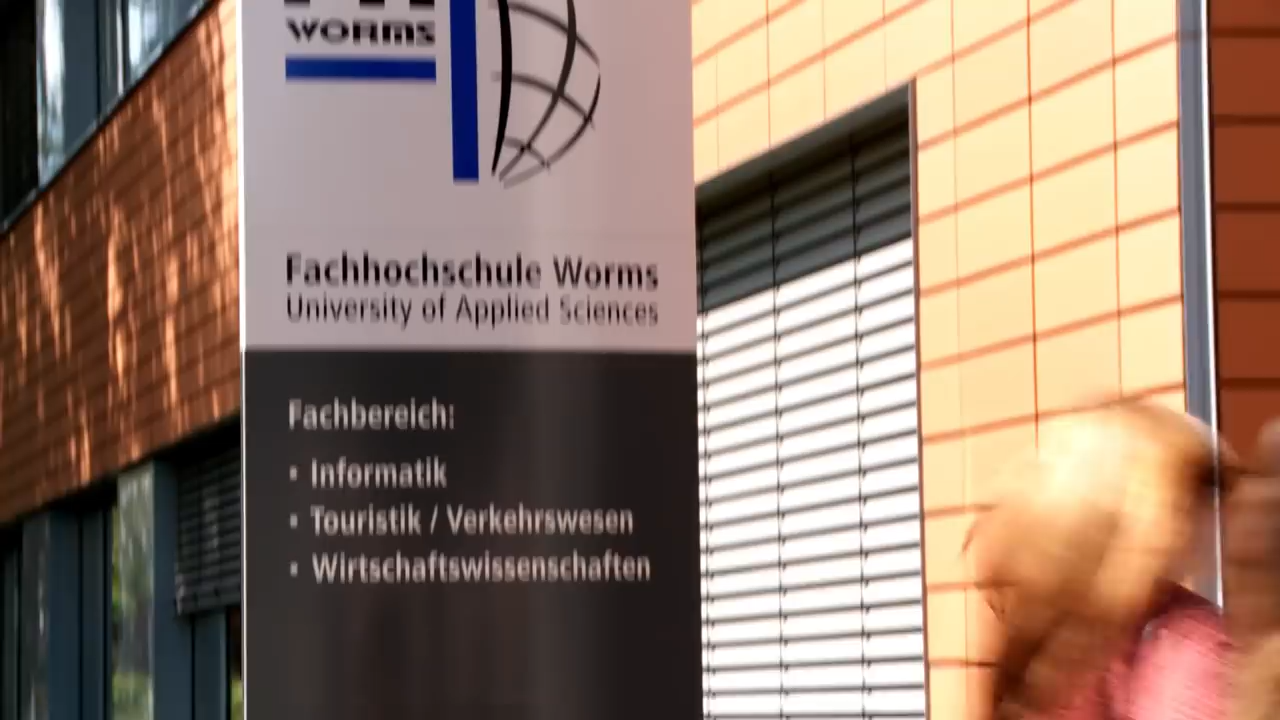 WORMS
Fachhochschule Worms
University of Applied Sciences
Fachbereich:
• Informatik
• Touristik / Verkehrswesen
• Wirtschaftswissenschaften